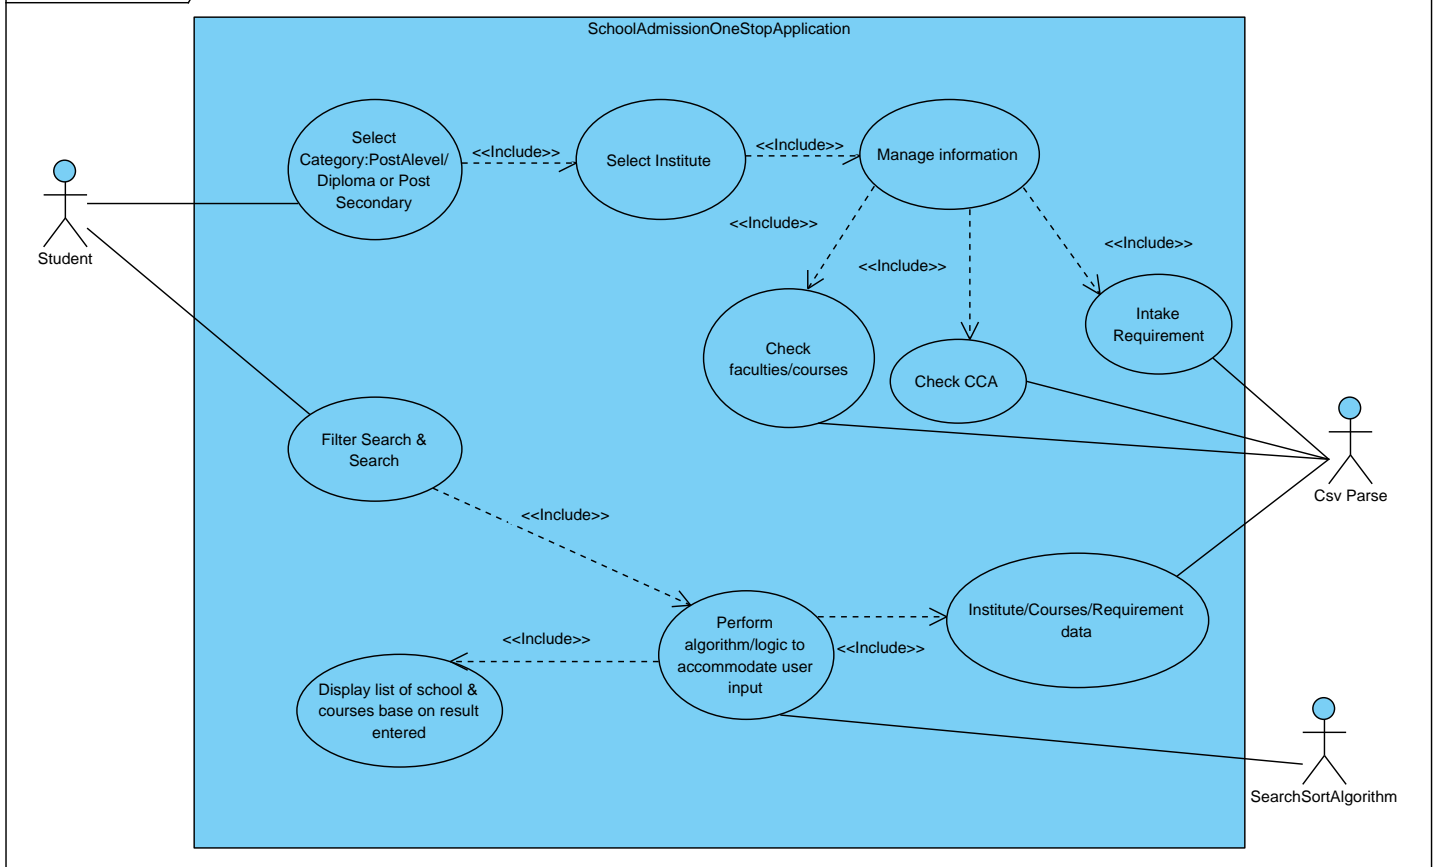 SchoolAdmissionOneStopApplication
Select
Category:PostAlevel/
Diploma or Post
Secondary
<<Include>>
Select Institute
<<Include>>
Manage information
Student
<<Include>>
<<Include>>
<<Include>>
Check
faculties/courses
Check CCA
Intake
Requirement
Filter Search &
Search
Csv Parse
<<Include>>
Perform
algorithm/logic to
accommodate user
input
<<Include>>
<<Include>>
Institute/Courses/Requirement
data
Display list of school &
courses base on result
entered
SearchSortAlgorithm